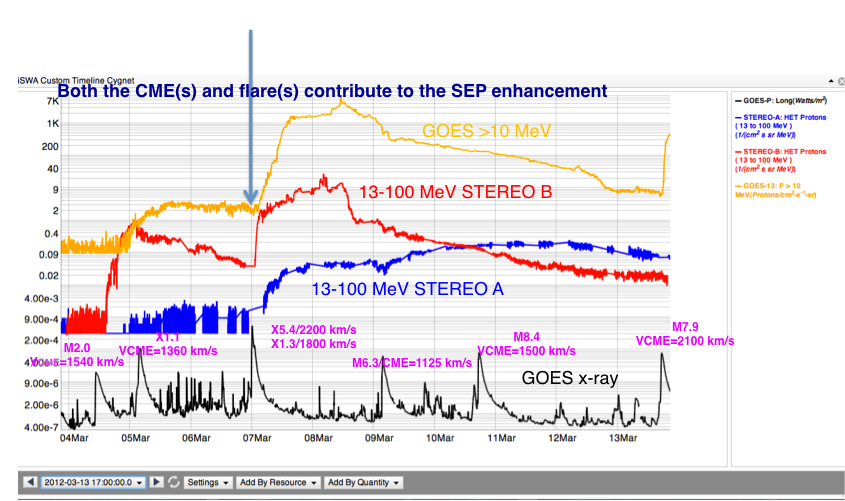 iSWA Custom Timeline Cygnet
Both the CME(s) and flare(s) contribute to the SEP enhancement
7K
1K
200
40
9
2
0.4
0.09
0.02
4.00e-3
9.00e-4
2.00e-4
4.00e-5
9.00e-6
2.00e-6
4.00e-7
GOES >10 MeV
13-100 MeV STEREO B
13-100 MeV STEREO A
X5.4/2200 km/s
X1.3/1800 km/s
M2.0
VCME=1540 km/s
X1.1
VCME=1360 km/s
M6.3/CME=1125 km/s
M8.4
VCME=1500 km/s
M7.9
VCME=2100 km/s
GOES x-ray
04Mar 05Mar 06Mar 07Mar 08Mar 09Mar 10Mar 11Mar 12Mar 13Mar
GOES-P: Long(Watts/m²)
STEREO-A: HET Protons
( 13 to 100 MeV )
(1/(cm² s sr MeV))
STEREO-B: HET Protons
( 13 to 100 MeV )
(1/(cm² s sr MeV))
GOES-13: P > 10
MeV(Protons/cm²·s⁻¹·sr)
2012-03-13 17:00:00.0
Settings
Add By Resource
Add By Quantity